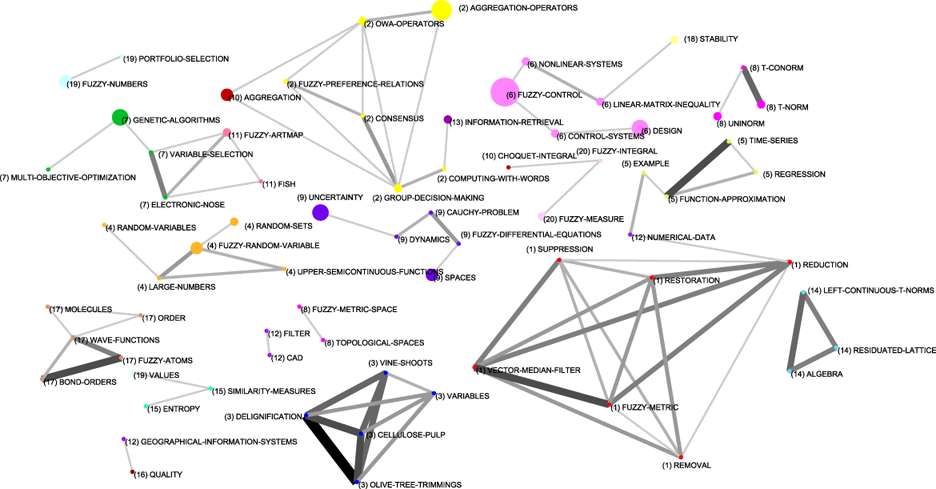 (2) AGGREGATION-OPERATORS
(2) OWA-OPERATORS
(18) STABILITY
(19) PORTFOLIO-SELECTION
(6) NONLINEAR-SYSTEMS
(8) T-CONORM
(19) FUZZY-NUMBERS
(2) FUZZY-PREFERENCE-RELATIONS
(6) FUZZY-CONTROL
(10) AGGREGATION
(6) LINEAR-MATRIX-INEQUALITY
(8) T-NORM
(7) GENETIC-ALGORITHMS
(2) CONSENSUS
(13) INFORMATION-RETRIEVAL
(8) UNINORM
(11) FUZZY-ARTMAP
(6) CONTROL-SYSTEMS
(6) DESIGN
(5) TIME-SERIES
(7) VARIABLE-SELECTION
(20) FUZZY-INTEGRAL
(10) CHOQUET-INTEGRAL
(5) EXAMPLE
(5) REGRESSION
(7) MULTI-OBJECTIVE-OPTIMIZATION
(11) FISH
(2) COMPUTING-WITH-WORDS
(7) ELECTRONIC-NOSE
(9) UNCERTAINTY
(2) GROUP-DECISION-MAKING
(5) FUNCTION-APPROXIMATION
(9) CAUCHY-PROBLEM
(20) FUZZY-MEASURE
(4) RANDOM-VARIABLES
(4) RANDOM-SETS
(9) DYNAMICS
(9) FUZZY-DIFFERENTIAL-EQUATIONS
(12) NUMERICAL-DATA
(4) FUZZY-RANDOM-VARIABLE
(1) SUPPRESSION
(4) UPPER-SEMICONTINUOUS-FUNCTIONS
(9) SPACES
(1) REDUCTION
(4) LARGE-NUMBERS
(1) RESTORATION
(14) LEFT-CONTINUOUS-T-NORMS
(17) MOLECULES
(8) FUZZY-METRIC-SPACE
(17) ORDER
(12) FILTER
(17) WAVE-FUNCTIONS
(8) TOPOLOGICAL-SPACES
(14) RESIDUATED-LATTICE
(17) FUZZY-ATOMS
(12) CAD
(3) VINE-SHOOTS
(1) VECTOR-MEDIAN-FILTER
(14) ALGEBRA
(19) VALUES
(17) BOND-ORDERS
(15) SIMILARITY-MEASURES
(3) VARIABLES
(15) ENTROPY
(3) DELIGNIFICATION
(1) FUZZY-METRIC
(3) CELLULOSE-PULP
(12) GEOGRAPHICAL-INFORMATION-SYSTEMS
(1) REMOVAL
(16) QUALITY
(3) OLIVE-TREE-TRIMMINGS